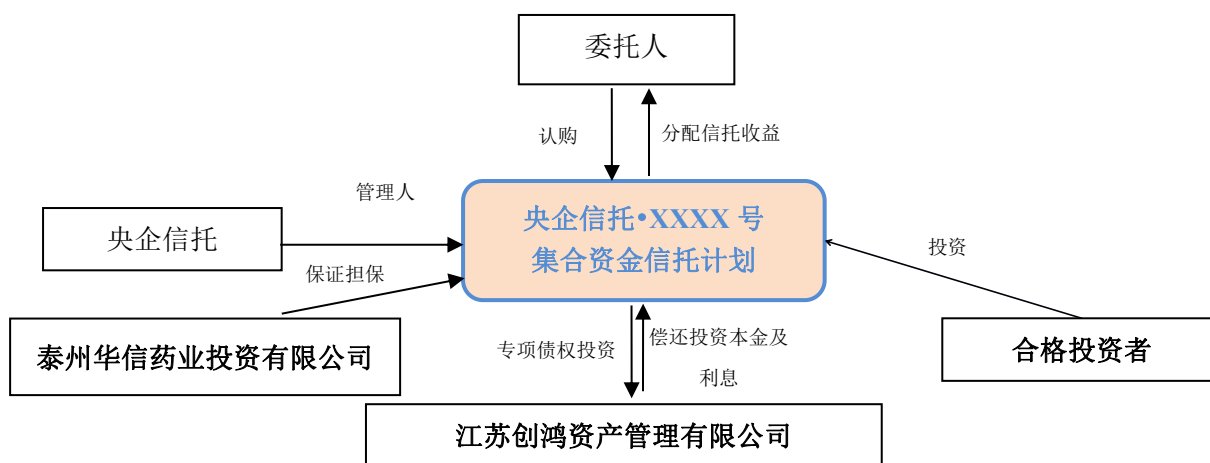 委托人
认购
分配信托收益
管理人
央企信托
央企信托•XXXX 号
集合资金信托计划
投资
保证担保
泰州华信药业投资有限公司
专项债权投资
偿还投资本金及
利息
合格投资者
江苏创鸿资产管理有限公司